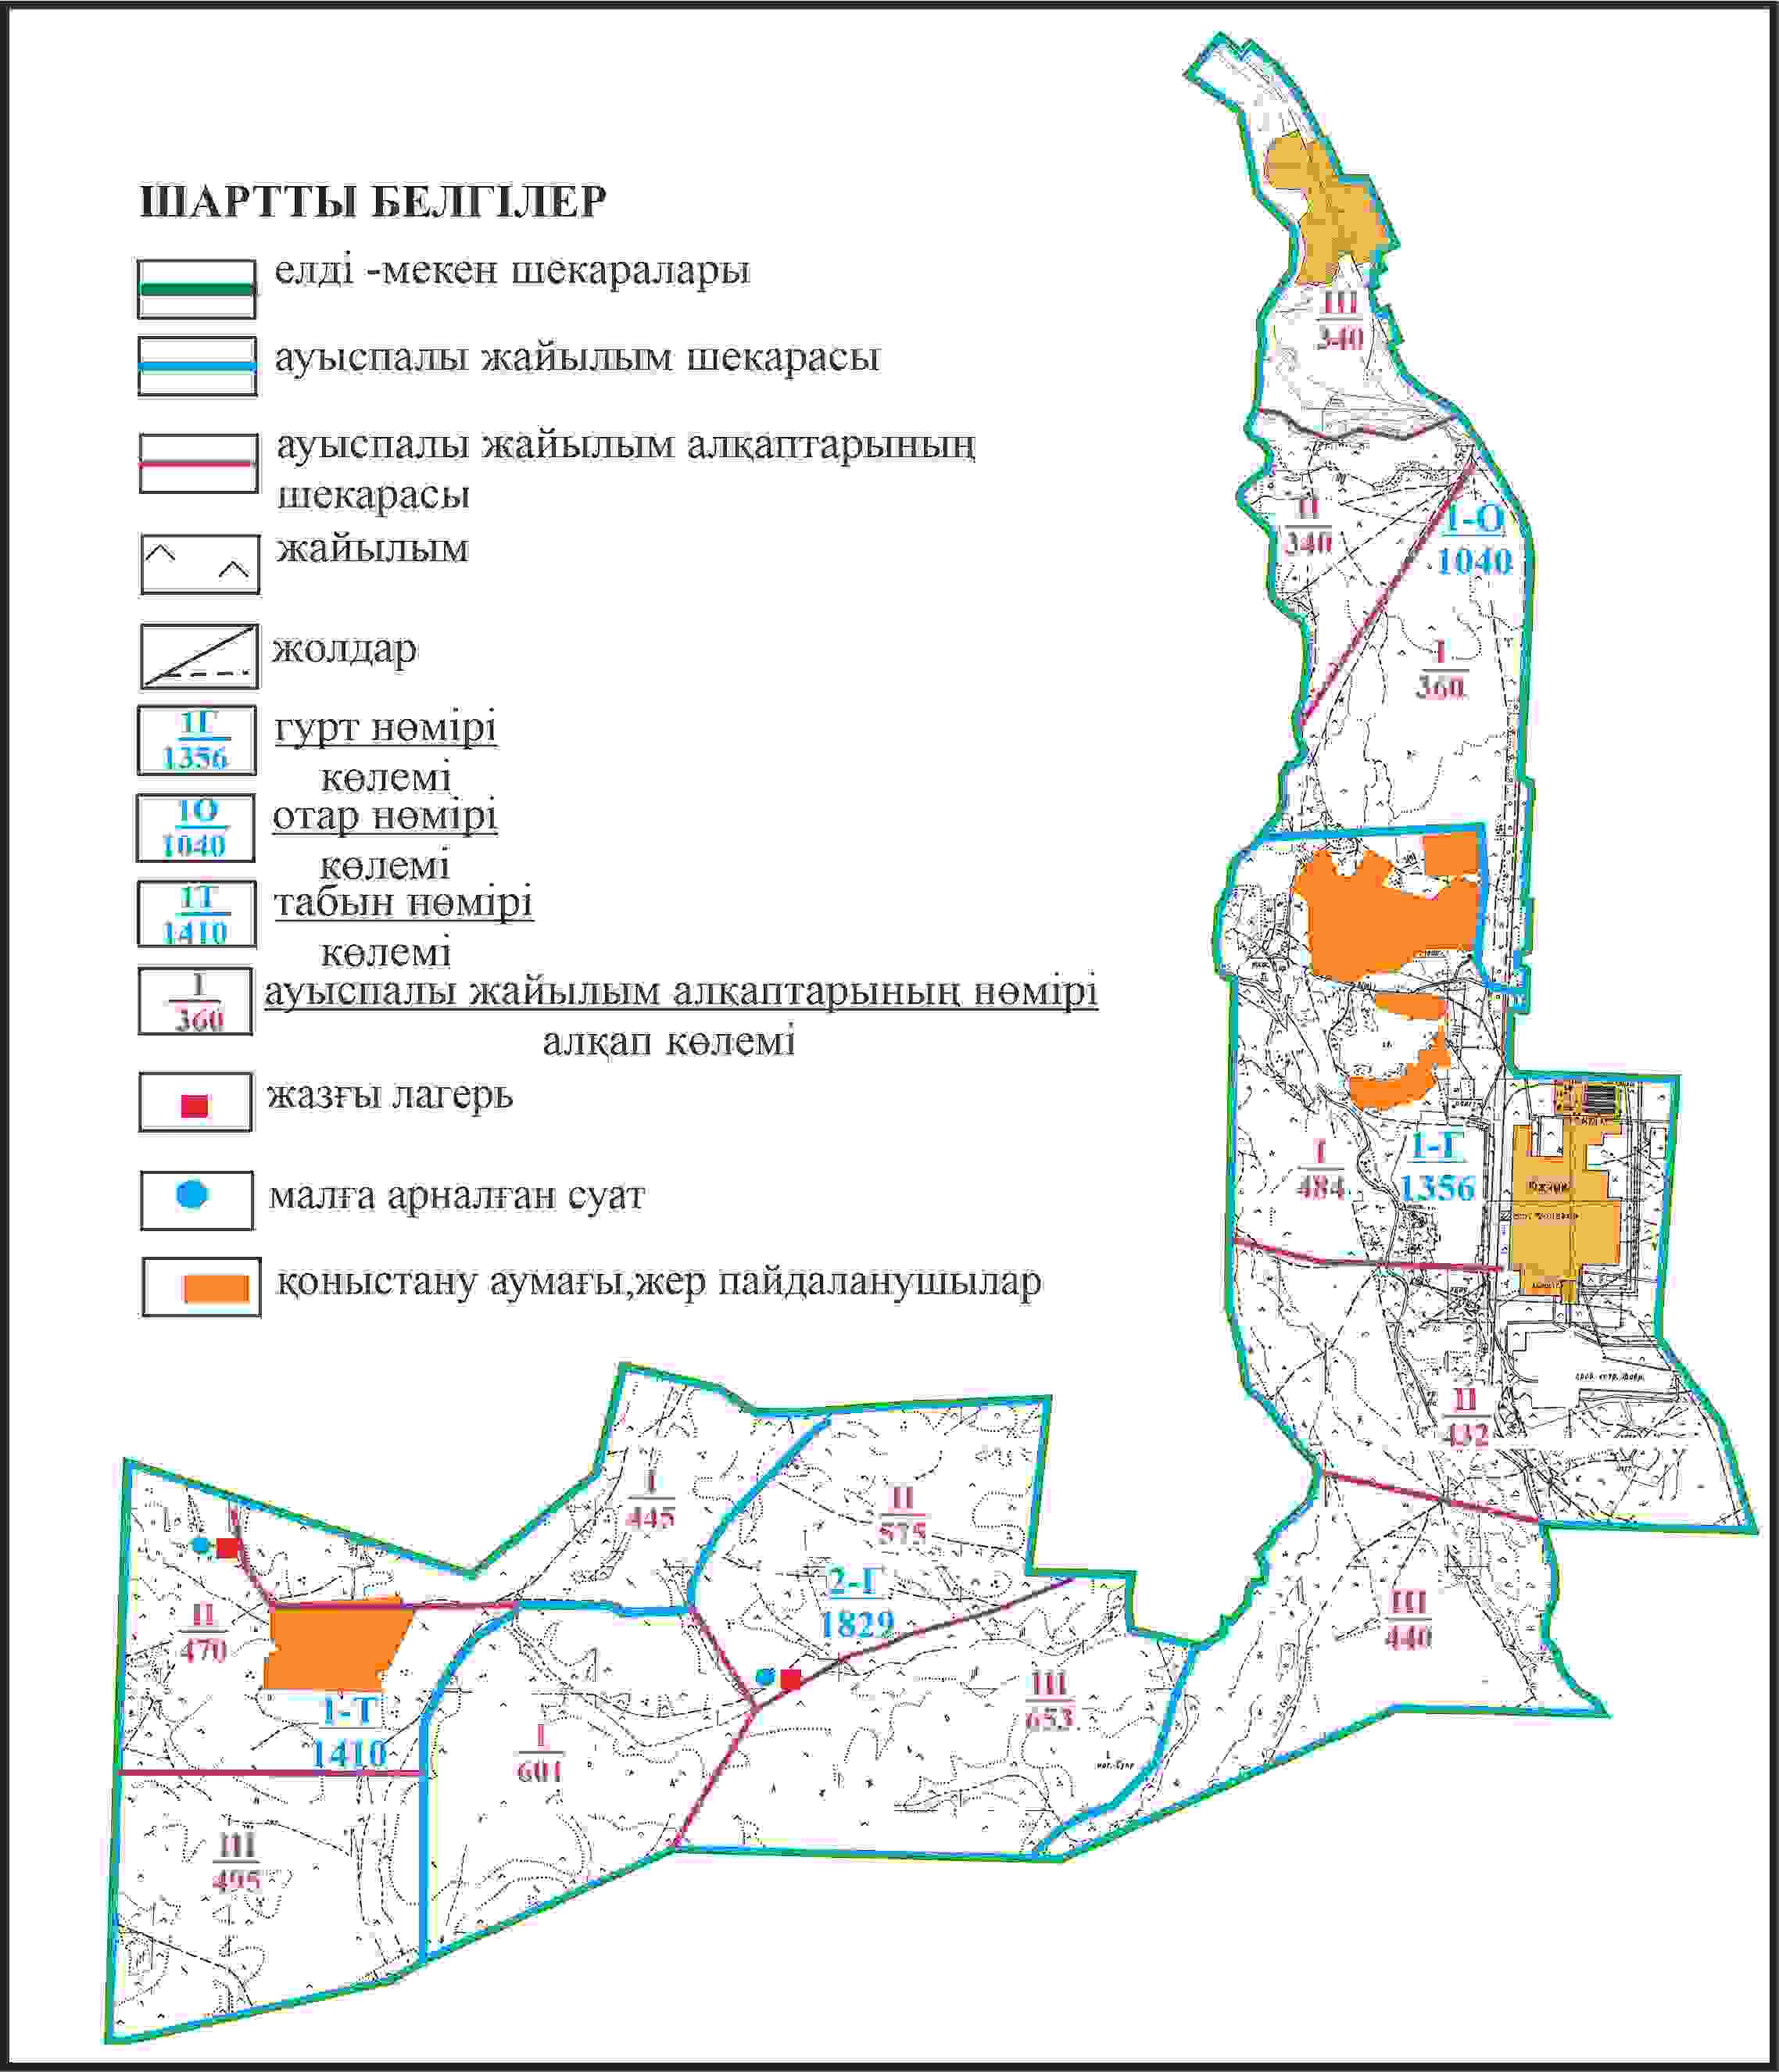 ШАРТТЫ БЕЛГІЛЕР
елді -мекен шекаралары
ауыспалы жайылым шекарасы
ауыспалы жайылым алқаптарының
шекарасы
жайылым
жолдар
1Г
1356
гурт нөмірі
көлемі
1О
1040
отар нөмірі
көлемі
1Т
1410
табын нөмірі
көлемі
I
360
ауыспалы жайылым алқаптарының нөмірі
алқап көлемі
жазғы лагерь
малға арналған суат
қоныстану аумағы,жер пайдаланушылар
III
340
II
340
1-О
1040
I
360
I
484
1-Г
1356
II
432
III
440
I
445
II
575
2-Г
1829
III
653
I
601
II
470
1-Т
1410
III
495